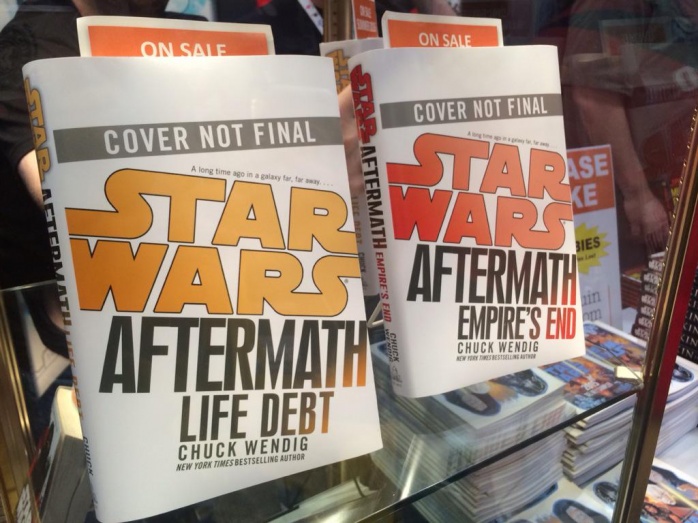 ON SALE
COVER NOT FINAL
A long time ago in a galaxy far, far away. . . .
STAR
WARS
AFTERMATH
LIFE DEBT
CHUCK WENDIG
NEW YORK TIMES BESTSELLING AUTHOR
STAR
AFTERMATH
CHUCK
ON SALE
COVER NOT FINAL
A long time ago in a galaxy far, far away. . . .
STAR
WARS
AFTERMATH
EMPIRE'S END
CHUCK WENDIG
NEW YORK TIMES BESTSELLING AUTHOR
STAR
WARS
AFTERMATH
EMPIRE'S END
CHUCK